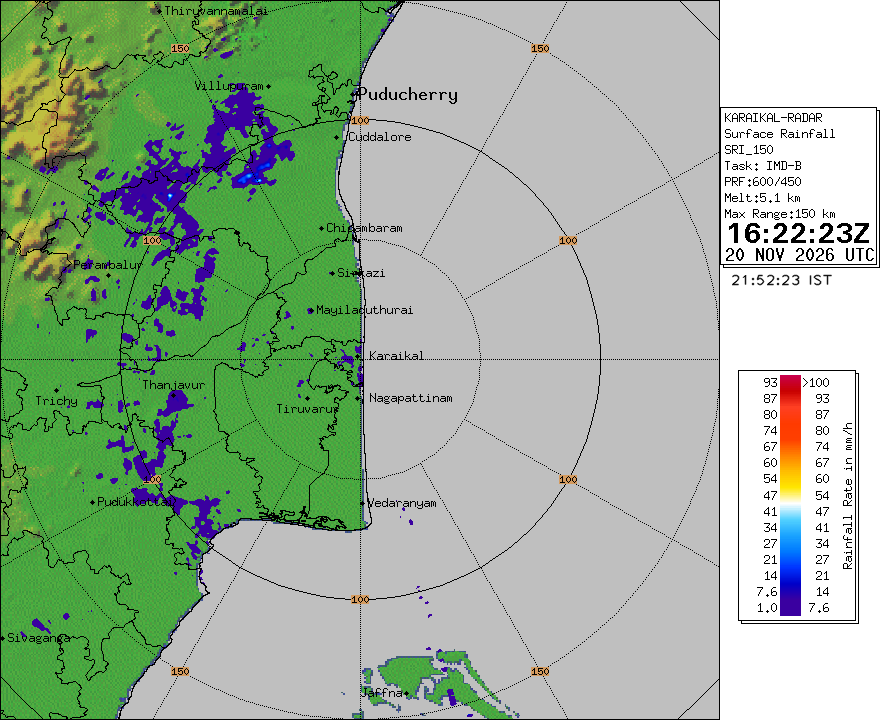 Thiruvannamalai
150
150
Villupuram
Puducherry
100
Cuddalore
Chidambaram
100
100
Perambalur
Sirkazi
Mayiladuthurai
Karaikal
Thanjavur
Trichy
Tiruvarur
Nagapattinam
100
100
Pudukkottai
Vedaranyam
100
Sivaganga
150
150
Jaffna
KARAIKAL-RADAR
Surface Rainfall
SRI_150
Task: IMD-B
PRF:600/450
Melt:5.1 km
Max Range:150 km
16:22:23Z
20 NOV 2026 UTC
21:52:23 IST
93 >100
87 93
80 87
74 80
67 74
60 67
54 60
47 54
41 47
34 41
27 34
21 27
14 21
7.6 14
1.0 7.6
Rainfall Rate in mm/h